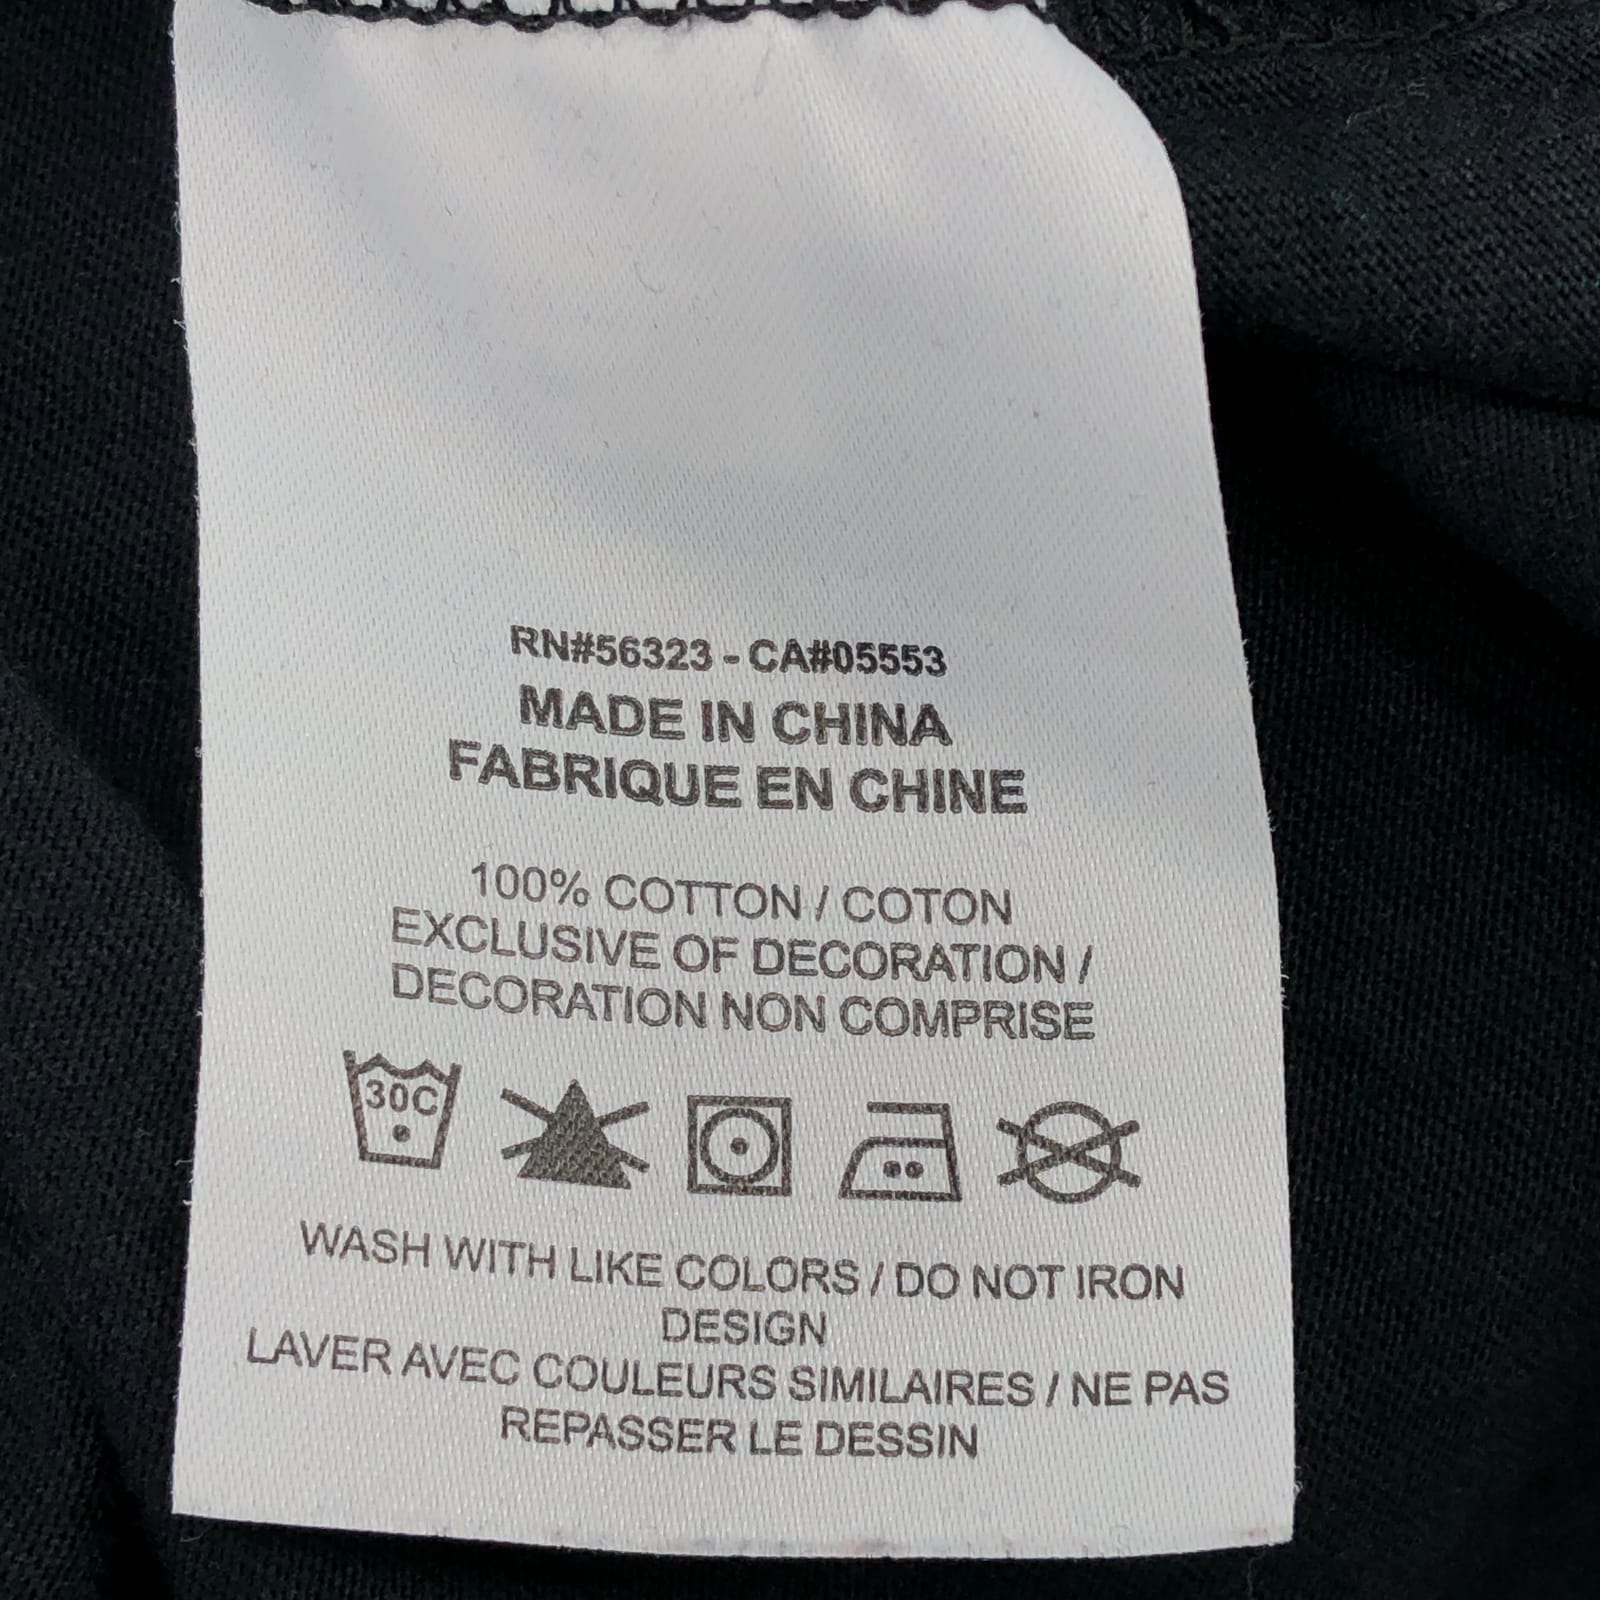 RN#56323 - CA#05553
MADE IN CHINA
FABRIQUE EN CHINE
100% COTTON / COTON
EXCLUSIVE OF DECORATION /
DECORATION NON COMPRISE
30C
WASH WITH LIKE COLORS / DO NOT IRON
DESIGN
LAVER AVEC COULEURS SIMILAIRES / NE PAS
REPASSER LE DESSIN